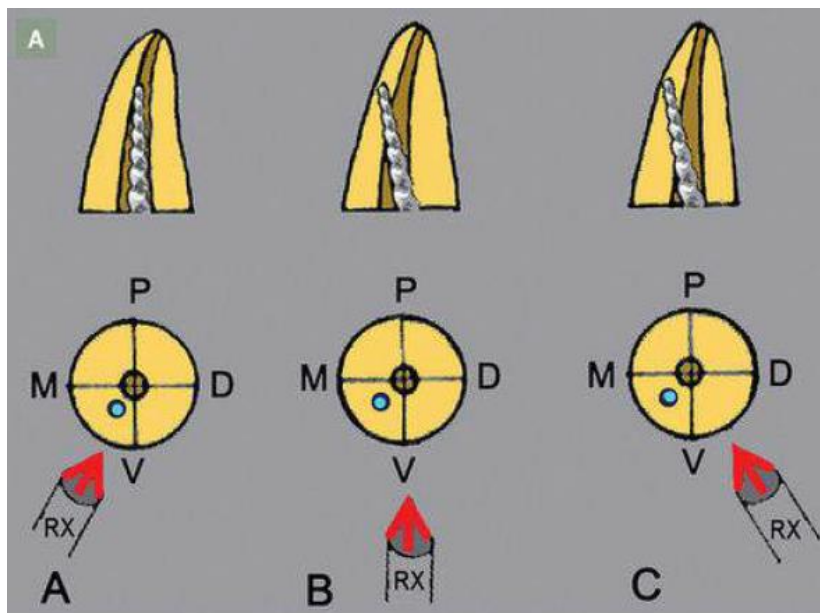 A
P P P
M D M D M D
V V V
RX RX RX
A B C